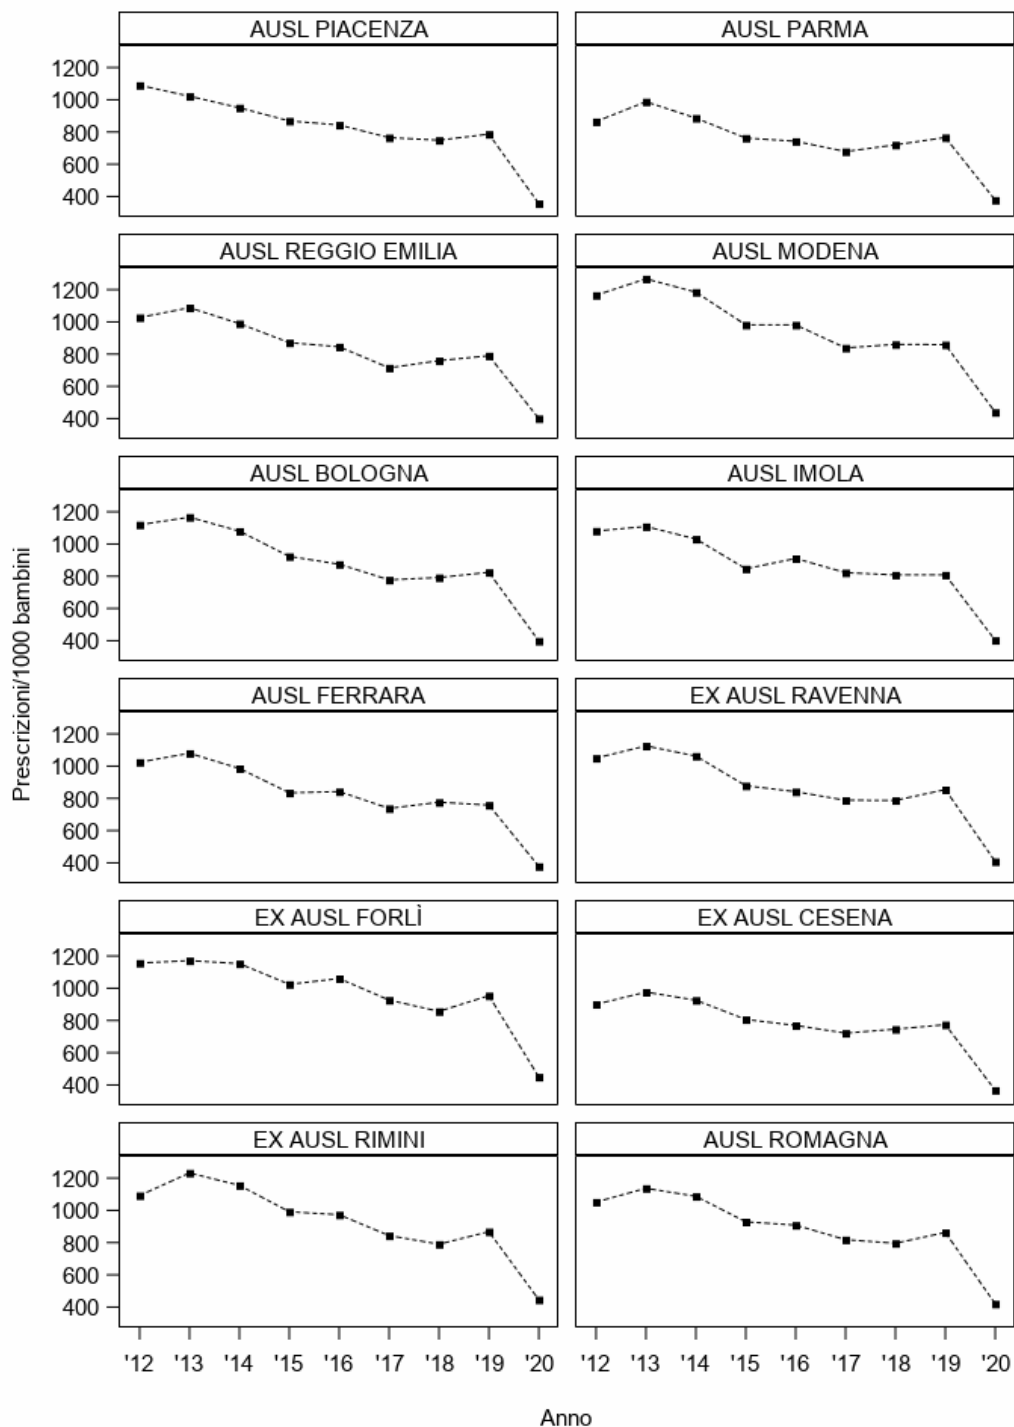 AUSL PIACENZA
AUSL PARMA
1200
1000
800
600
400
AUSL REGGIO EMILIA
AUSL MODENA
1200
1000
800
600
400
AUSL BOLOGNA
AUSL IMOLA
1200
1000
800
600
400
Prescrizioni/1000 bambini
AUSL FERRARA
EX AUSL RAVENNA
1200
1000
800
600
400
EX AUSL FORLÌ
EX AUSL CESENA
1200
1000
800
600
400
EX AUSL RIMINI
AUSL ROMAGNA
1200
1000
800
600
400
'12 '13 '14 '15 '16 '17 '18 '19 '20
'12 '13 '14 '15 '16 '17 '18 '19 '20
Anno